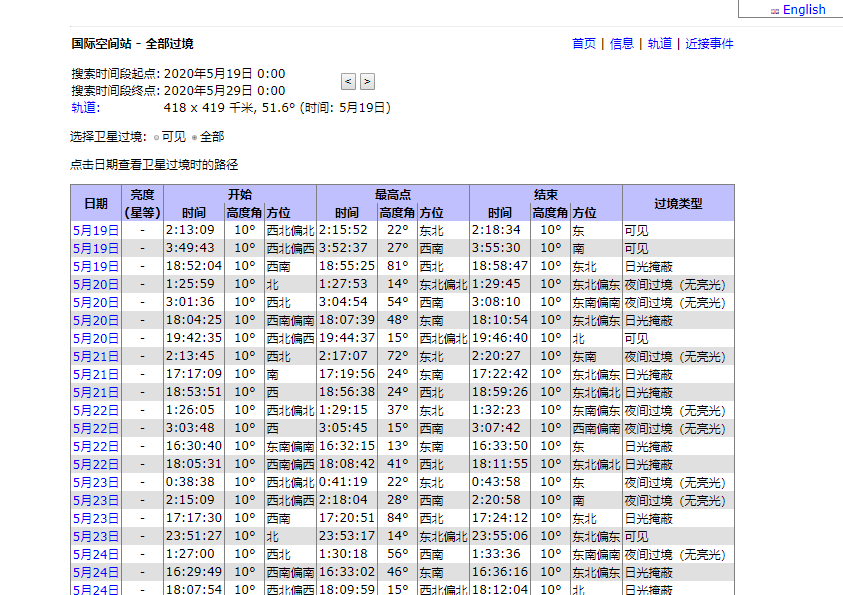 English
国际空间站 - 全部过境
首页 | 信息 | 轨道 | 近接事件
搜索时间段起点: 2020年5月19日 0:00
搜索时间段终点: 2020年5月29日 0:00
< >
轨道: 418 x 419 千米, 51.6° (时间: 5月19日)
选择卫星过境: 可见 全部
点击日期查看卫星过境时的路径
日期 亮度 开始 最高点 结束 过境类型
(星等) 时间 高度角 方位 时间 高度角 方位 时间 高度角 方位
5月19日 - 2:13:09 10° 西北偏北 2:15:52 22° 东北 2:18:34 10° 东 可见
5月19日 - 3:49:43 10° 西北偏西 3:52:37 27° 西南 3:55:30 10° 南 可见
5月19日 - 18:52:04 10° 西南 18:55:25 81° 西北 18:58:47 10° 东北 日光掩蔽
5月20日 - 1:25:59 10° 北 1:27:53 14° 东北偏北 1:29:45 10° 东北偏东 夜间过境（无亮光）
5月20日 - 3:01:36 10° 西北 3:04:54 54° 西南 3:08:10 10° 东南偏南 夜间过境（无亮光）
5月20日 - 18:04:25 10° 西南偏南 18:07:39 48° 东南 18:10:54 10° 东北偏东 日光掩蔽
5月20日 - 19:42:35 10° 西南偏西 19:44:37 15° 西北偏北 19:46:40 10° 北 可见
5月21日 - 2:13:45 10° 西北 2:17:07 72° 东北 2:20:27 10° 东南 夜间过境（无亮光）
5月21日 - 17:17:09 10° 南 17:19:56 24° 东南 17:22:42 10° 东北偏东 日光掩蔽
5月21日 - 18:53:51 10° 西 18:56:38 24° 西北 18:59:26 10° 东北偏北 日光掩蔽
5月22日 - 1:26:05 10° 西北偏北 1:29:15 37° 东北 1:32:23 10° 东南偏东 夜间过境（无亮光）
5月22日 - 3:03:48 10° 西 3:05:45 15° 西南 3:07:42 10° 西南偏南 夜间过境（无亮光）
5月22日 - 16:30:40 10° 东南偏南 16:32:15 13° 东南 16:33:50 10° 东 日光掩蔽
5月22日 - 18:05:31 10° 西南偏西 18:08:42 41° 西北 18:11:55 10° 东北偏北 日光掩蔽
5月23日 - 0:38:38 10° 西北偏北 0:41:19 22° 东北 0:43:58 10° 东 夜间过境（无亮光）
5月23日 - 2:15:09 10° 西北偏西 2:18:04 28° 西南 2:20:58 10° 南 夜间过境（无亮光）
5月23日 - 17:17:30 10° 西南 17:20:51 84° 西北 17:24:12 10° 东北 日光掩蔽
5月23日 - 23:51:27 10° 北 23:53:17 14° 东北偏北 23:55:06 10° 东北偏东 可见
5月24日 - 1:27:00 10° 西北 1:30:18 56° 西南 1:33:36 10° 东南偏南 夜间过境（无亮光）
5月24日 - 16:29:49 10° 西南偏南 16:33:02 46° 东南 16:36:16 10° 东北偏东 日光掩蔽
5月24日 - 18:07:54 10° 西南偏西 18:09:59 15° 西北偏北 18:12:04 10° 北 日光掩蔽